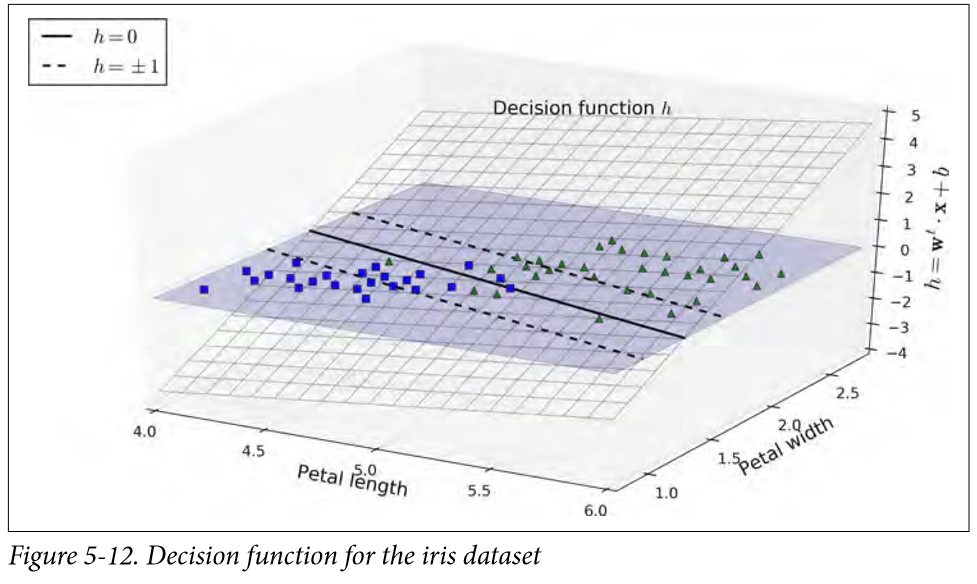 h = 0
h = ± 1
Decision function h
5
4
3
2
1
0
−1
−2
−3
−4
h = wᵗ · x + b
4.0
4.5
5.0
5.5
6.0
Petal length
1.0
1.5
2.0
2.5
Petal width
Figure 5-12. Decision function for the iris dataset